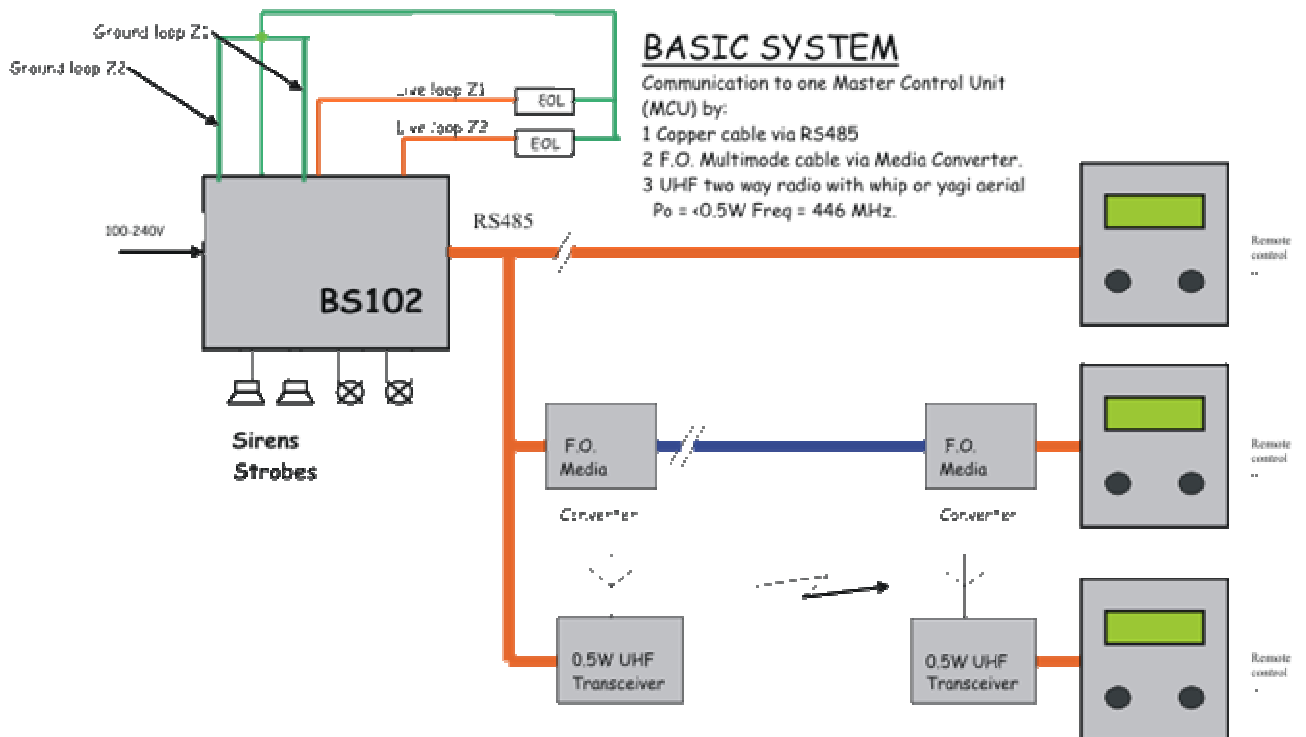 Ground loop Z1
Ground loop Z2
Live loop Z1
Live loop Z2
EOL
EOL
BASIC SYSTEM
Communication to one Master Control Unit
(MCU) by:
1 Copper cable via RS485
2 F.O. Multimode cable via Media Converter.
3 UHF two way radio with whip or yagi aerial
Po = <0.5W Freq = 446 MHz.
100-240V
RS485
BS102
Remote
control
..
Sirens
Strobes
F.O.
Media
Converter
F.O.
Media
Converter
Remote
control
..
0.5W UHF
Transceiver
0.5W UHF
Transceiver
Remote
control
.